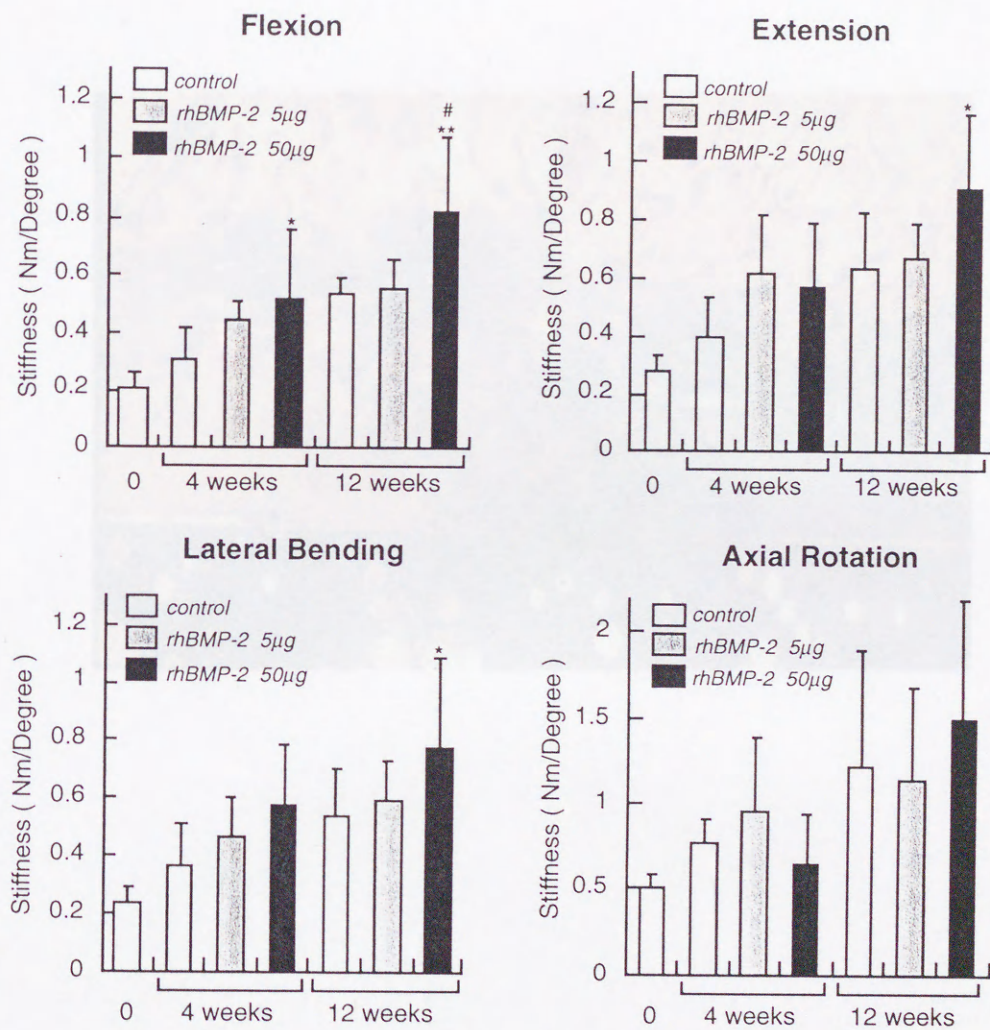 Flexion
Stiffness ( Nm/Degree )
1.2
1
0.8
0.6
0.4
0.2
0
control
rhBMP-2 5µg
rhBMP-2 50µg
*
#
**
0 4 weeks 12 weeks
Extension
Stiffness ( Nm/Degree )
1.2
1
0.8
0.6
0.4
0.2
0
control
rhBMP-2 5µg
rhBMP-2 50µg
*
0 4 weeks 12 weeks
Lateral Bending
Stiffness ( Nm/Degree )
1.2
1
0.8
0.6
0.4
0.2
0
control
rhBMP-2 5µg
rhBMP-2 50µg
*
0 4 weeks 12 weeks
Axial Rotation
Stiffness ( Nm/Degree )
2
1.5
1
0.5
0
control
rhBMP-2 5µg
rhBMP-2 50µg
0 4 weeks 12 weeks